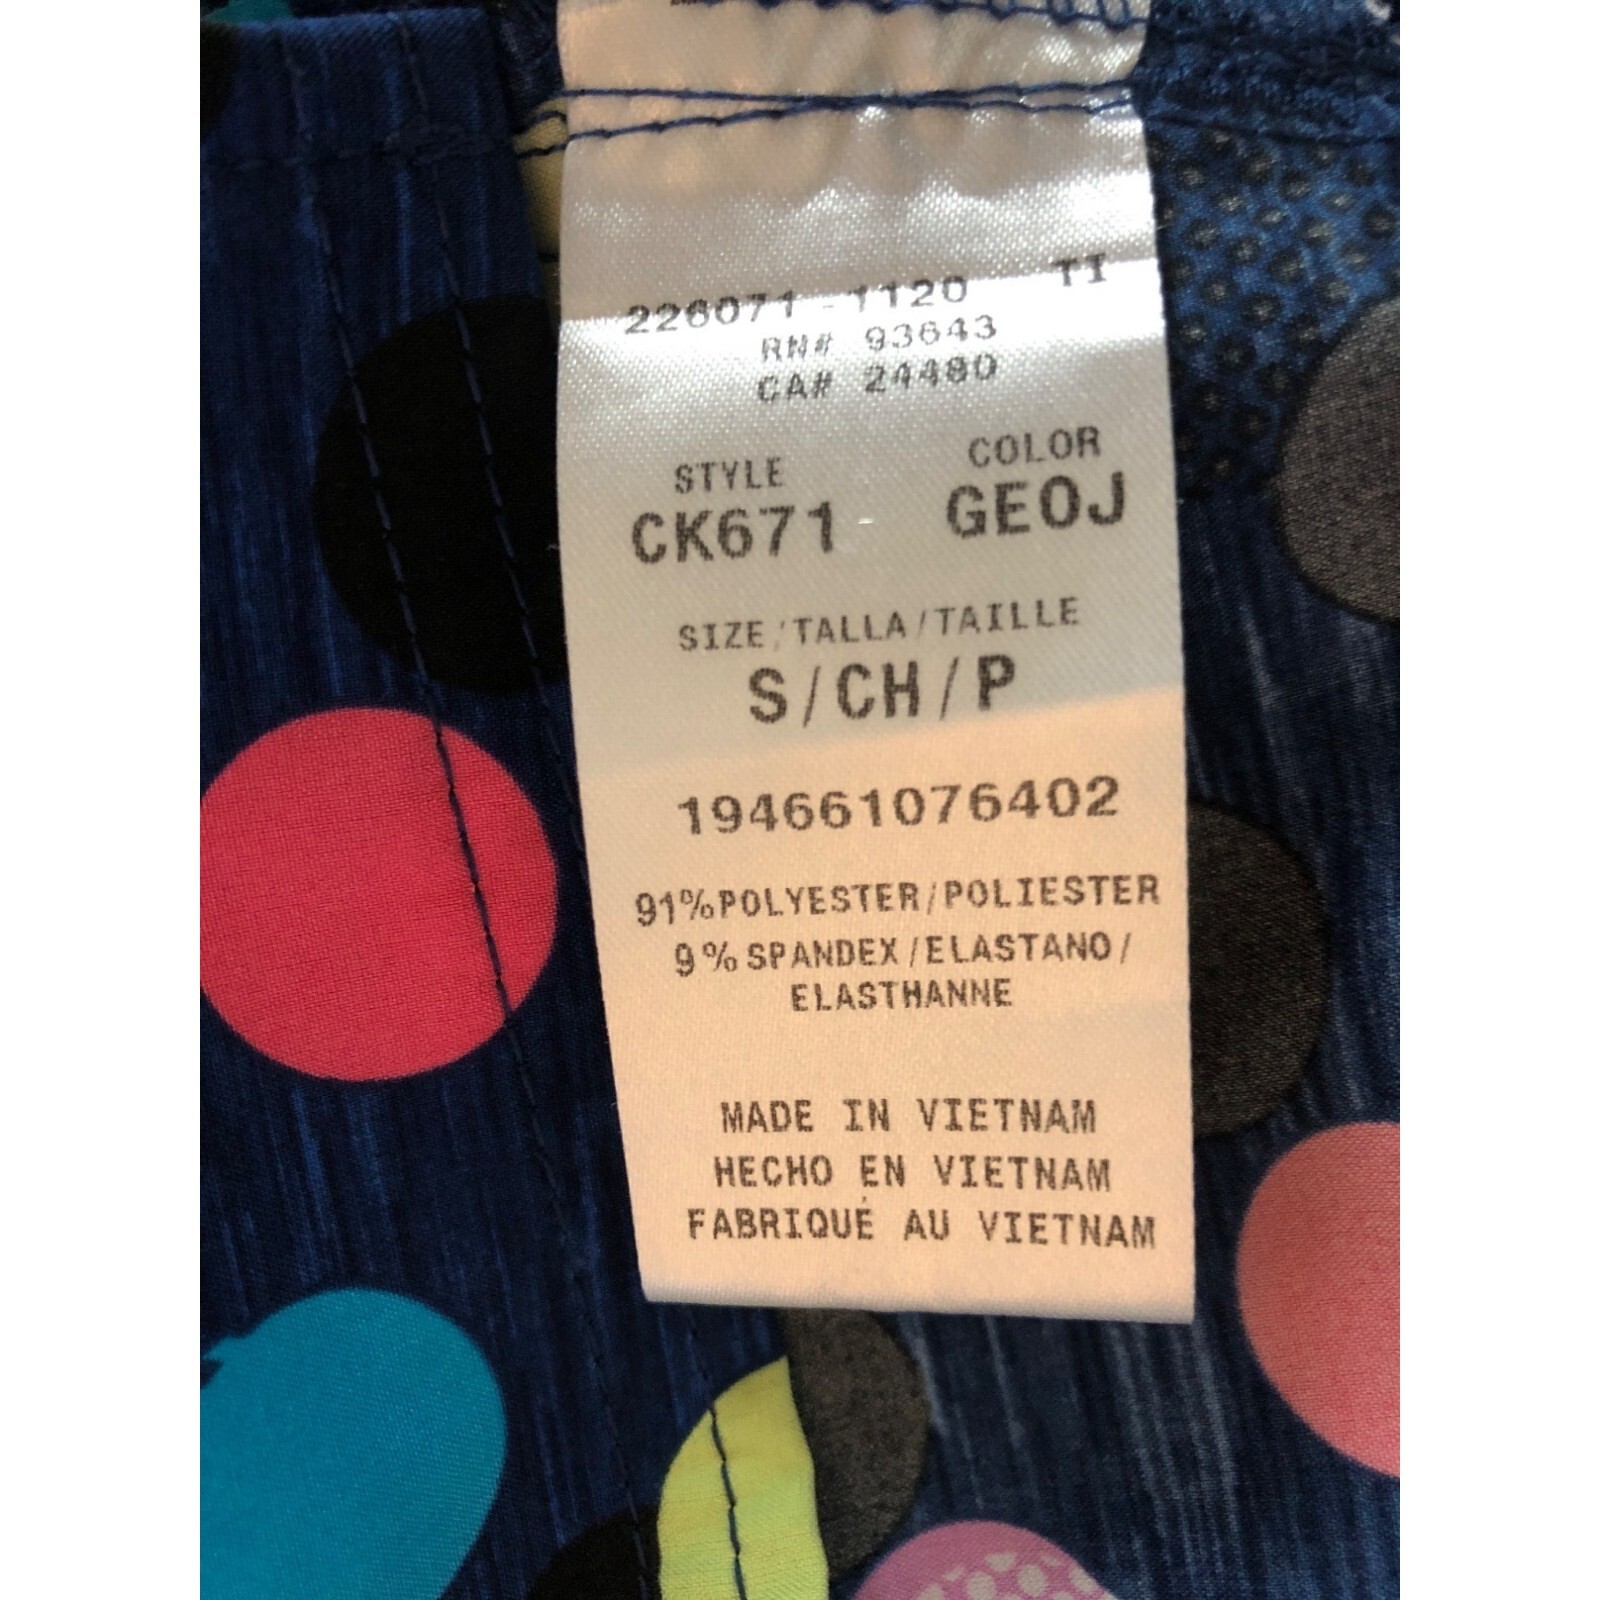 226071-1120 TI
RN# 93643
CA# 24480
STYLE COLOR
CK671 GEOJ
SIZE/TALLA/TAILLE
S/CH/P
194661076402
91%POLYESTER/POLIESTER
9%SPANDEX/ELASTANO/
ELASTHANNE
MADE IN VIETNAM
HECHO EN VIETNAM
FABRIQUÉ AU VIETNAM